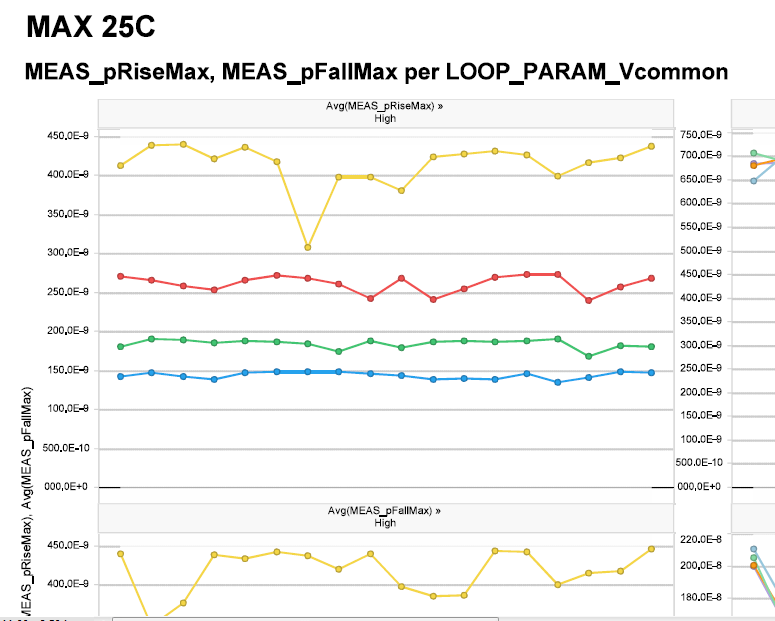 MAX 25C
MEAS_pRiseMax, MEAS_pFallMax per LOOP_PARAM_Vcommon
Avg(MEAS_pRiseMax) »
High
450.0E-9
400.0E-9
350.0E-9
300.0E-9
250.0E-9
200.0E-9
150.0E-9
100.0E-9
500.0E-10
000.0E+0
750.0E-9
700.0E-9
650.0E-9
600.0E-9
550.0E-9
500.0E-9
450.0E-9
400.0E-9
350.0E-9
300.0E-9
250.0E-9
200.0E-9
150.0E-9
100.0E-9
500.0E-10
000.0E+0
MEAS_pRiseMax), Avg(MEAS_pFallMax)
Avg(MEAS_pFallMax) »
High
450.0E-9
400.0E-9
220.0E-8
200.0E-8
180.0E-8